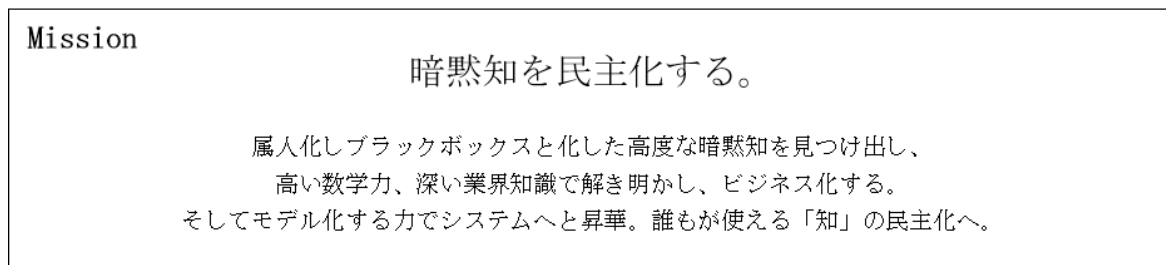 Mission
暗黙知を民主化する。
属人化しブラックボックスと化した高度な暗黙知を見つけ出し、
高い数学力、深い業界知識で解き明かし、ビジネス化する。
そしてモデル化する力でシステムへと昇華。誰もが使える「知」の民主化へ。